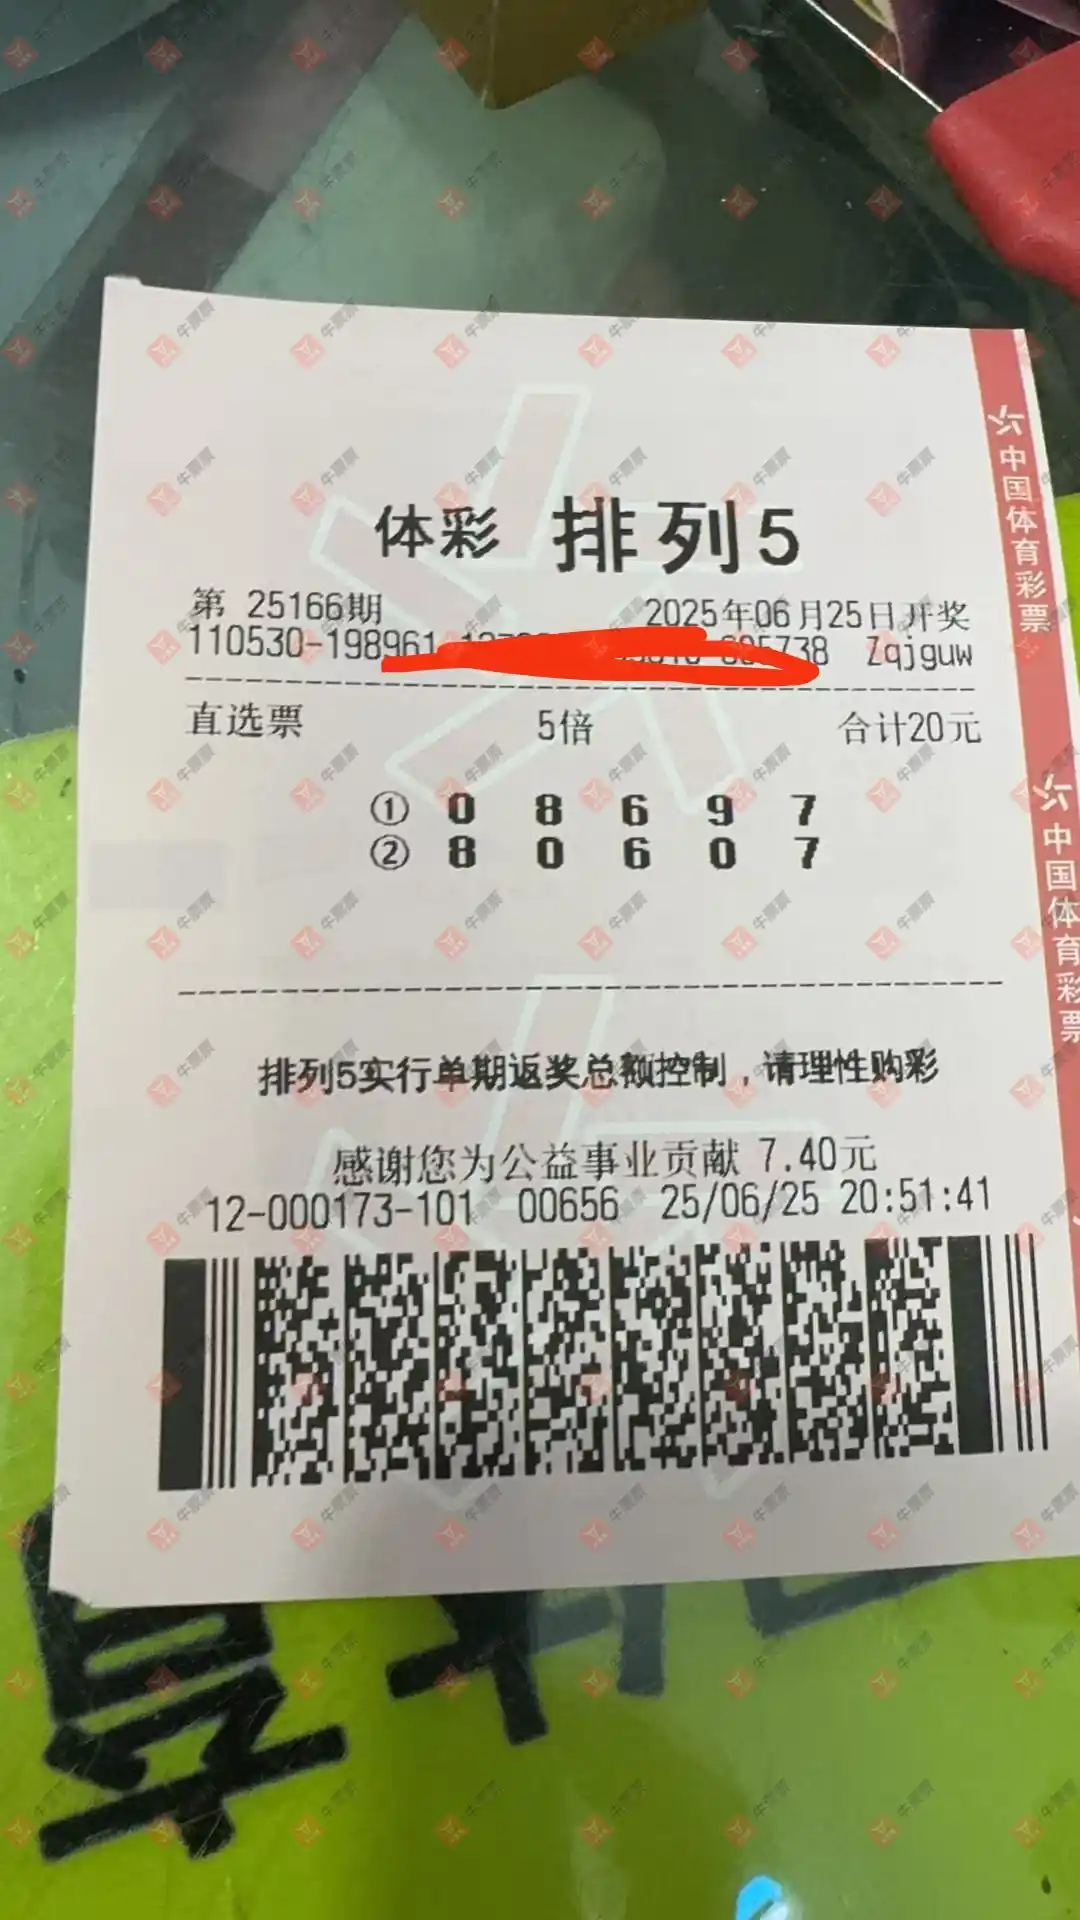 体彩 排列5
第 25166期 2025年06月25日开奖
110530-198961 738 Zqjguw
直选票 5倍 合计20元
① 0 8 6 9 7
② 8 0 6 0 7
排列5实行单期返奖总额控制，请理性购彩
感谢您为公益事业贡献 7.40元
12-000173-101 00656 25/06/25 20:51:41
中国体育彩票
中国体育彩票
牛票票